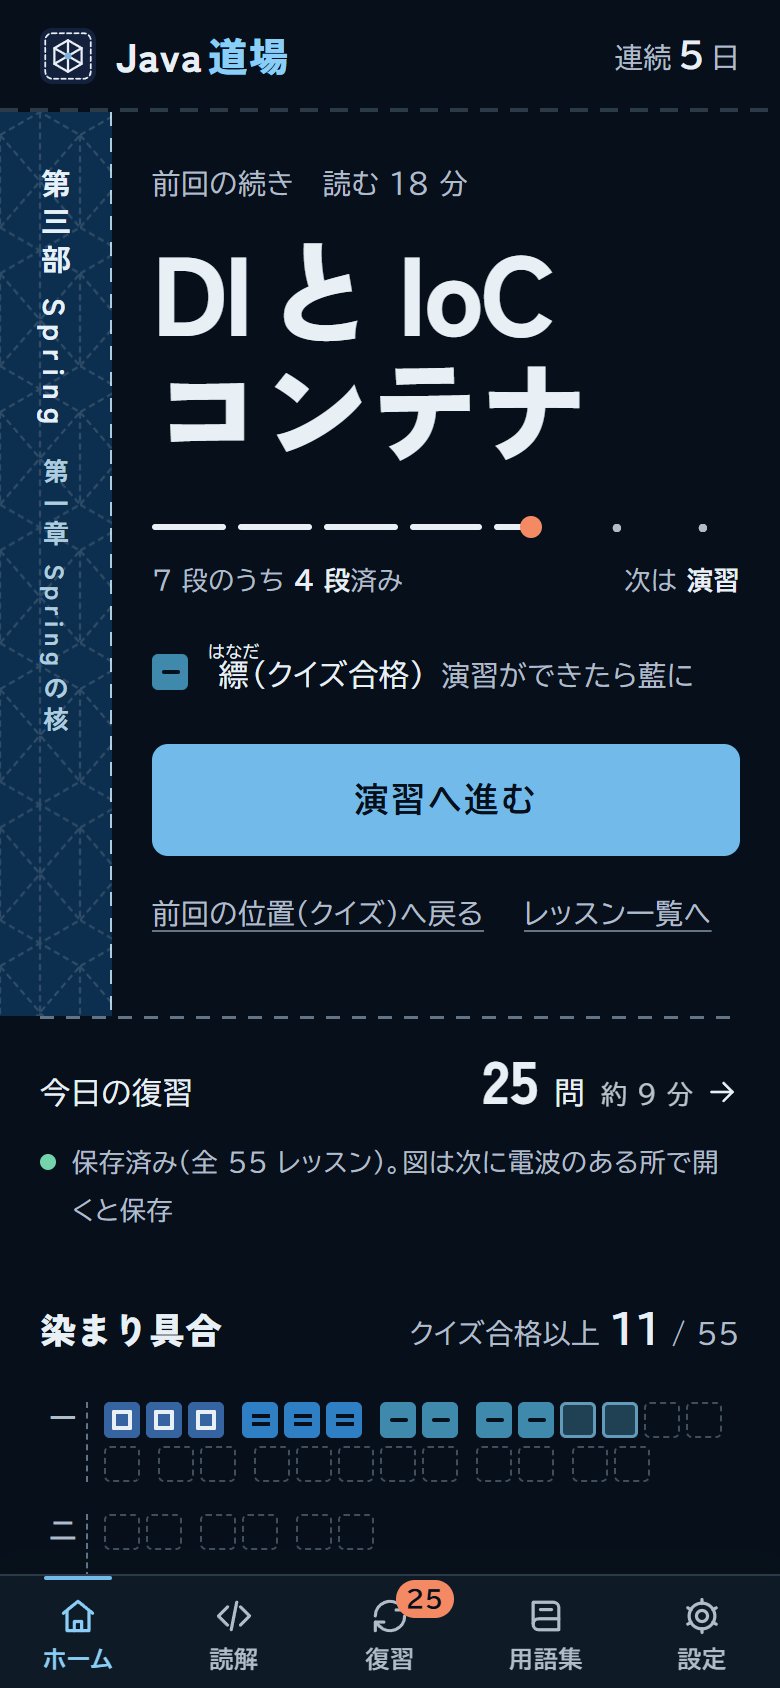 Java 道場
連続 5 日
第三部 Spring 第一章 Spring の核
前回の続き 読む 18 分
DI と IoC
コンテナ
7 段のうち 4 段済み
次は 演習
はなだ
縹(クイズ合格) 演習ができたら藍に
演習へ進む
前回の位置(クイズ)へ戻る レッスン一覧へ
今日の復習
25 問 約 9 分 →
保存済み(全 55 レッスン)。図は次に電波のある所で開
くと保存
染まり具合
クイズ合格以上 11 / 55
一
二
25
ホーム 読解 復習 用語集 設定